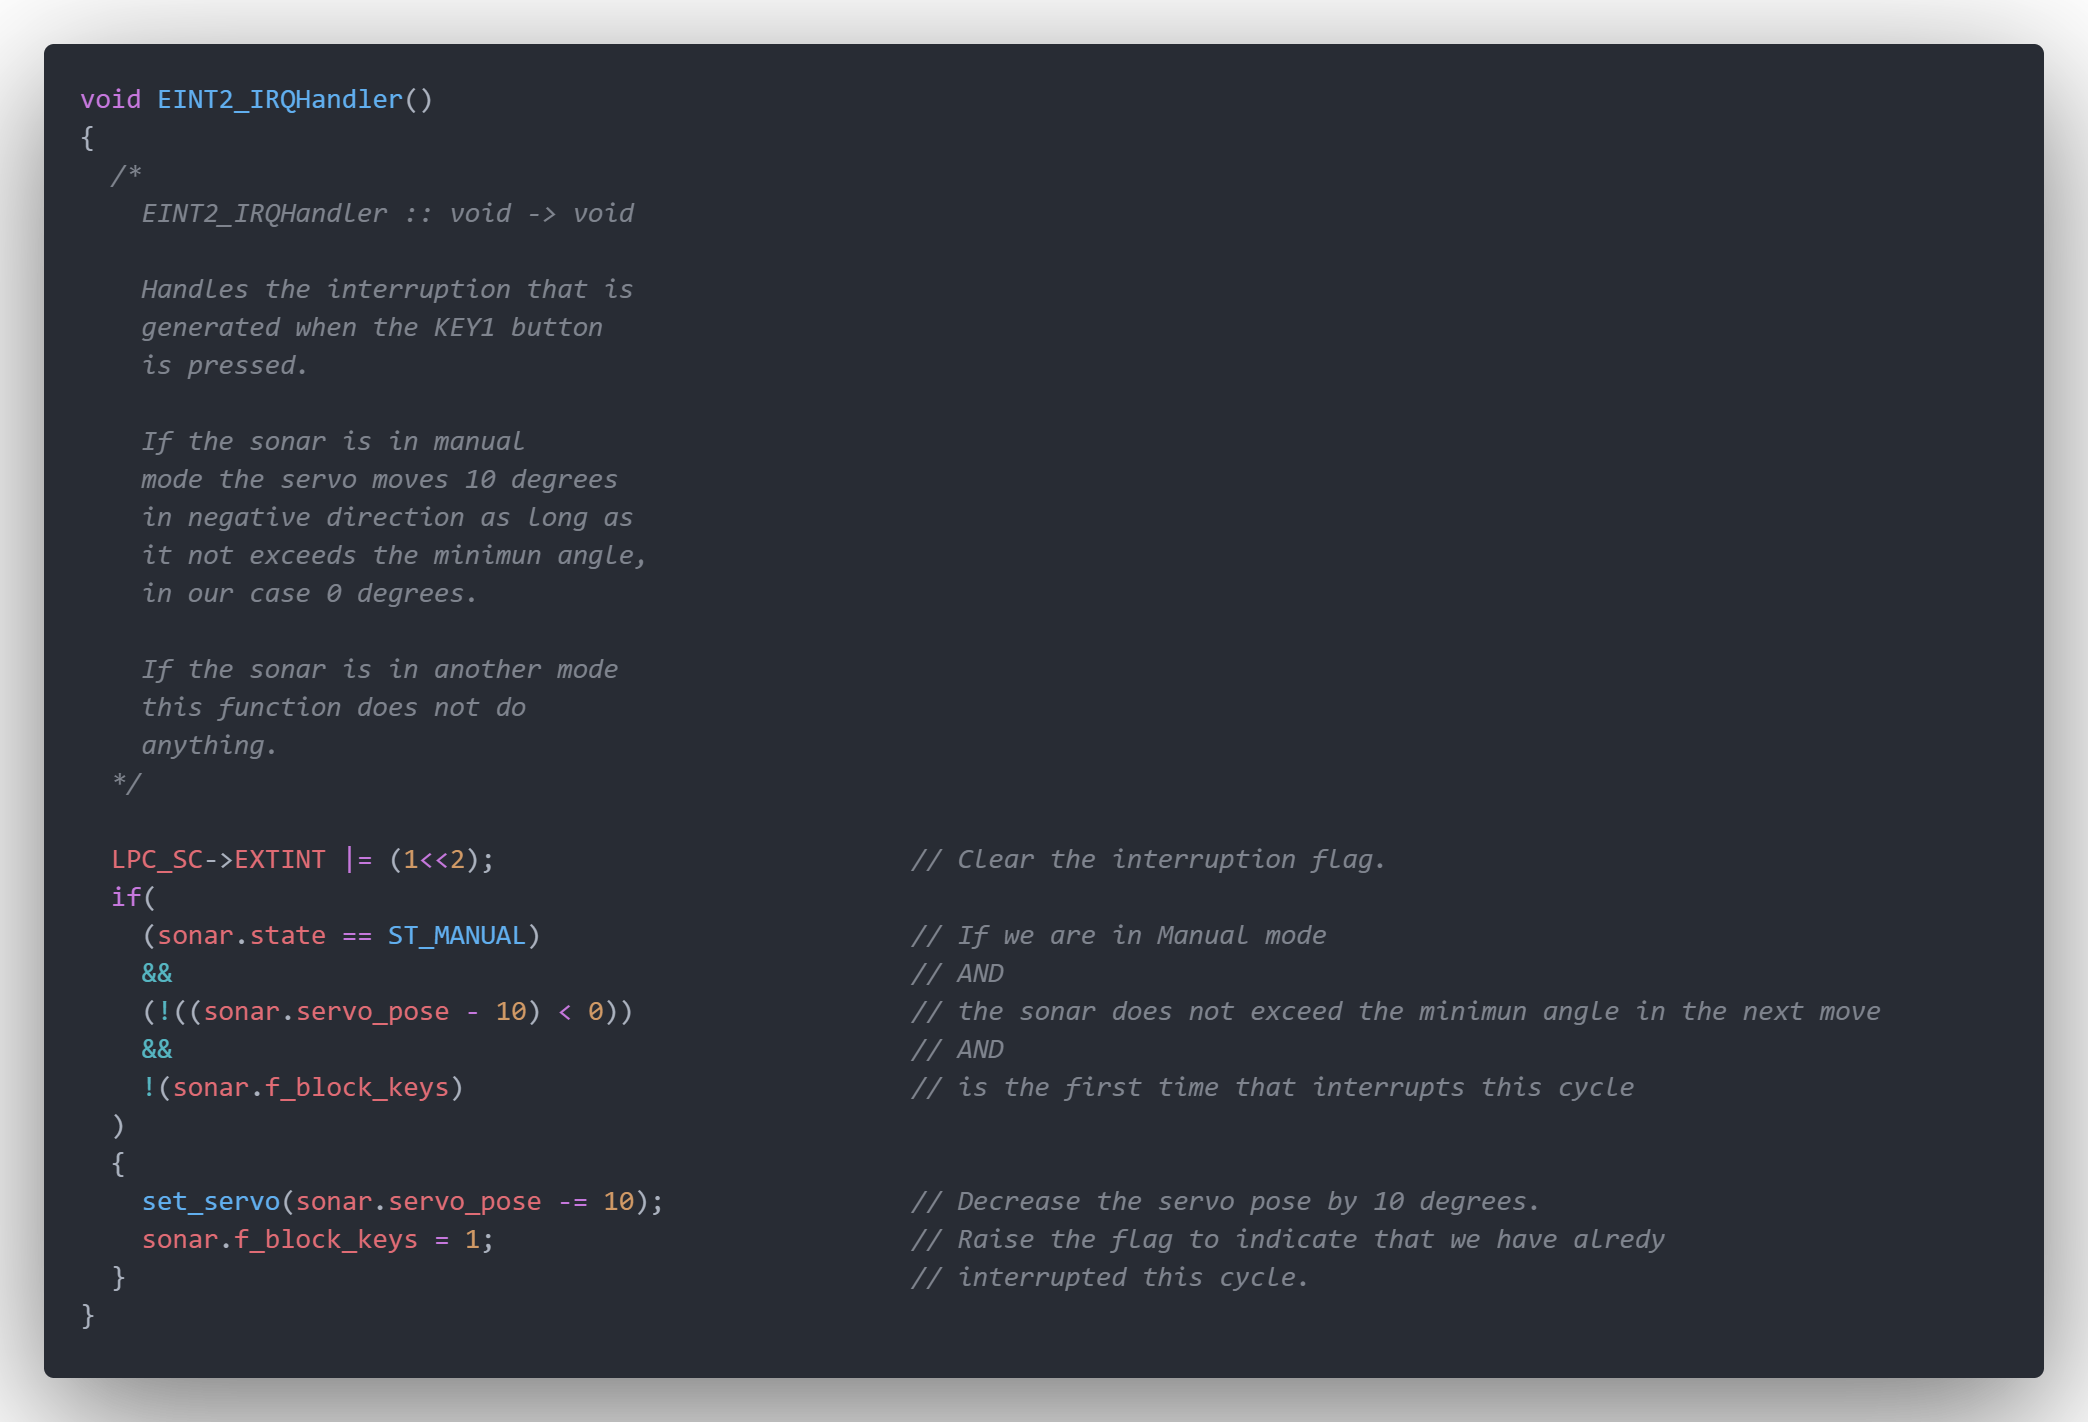 void EINT2_IRQHandler()
{
  /*
    EINT2_IRQHandler :: void -> void

    Handles the interruption that is
    generated when the KEY1 button
    is pressed.

    If the sonar is in manual
    mode the servo moves 10 degrees
    in negative direction as long as
    it not exceeds the minimun angle,
    in our case 0 degrees.

    If the sonar is in another mode
    this function does not do
    anything.
  */

  LPC_SC->EXTINT |= (1<<2);                           // Clear the interruption flag.
  if(
    (sonar.state == ST_MANUAL)                        // If we are in Manual mode
    &&                                                // AND
    (!((sonar.servo_pose - 10) < 0))                  // the sonar does not exceed the minimun angle in the next move
    &&                                                // AND
    !(sonar.f_block_keys)                             // is the first time that interrupts this cycle
  )
  {
    set_servo(sonar.servo_pose -= 10);                // Decrease the servo pose by 10 degrees.
    sonar.f_block_keys = 1;                           // Raise the flag to indicate that we have alredy
  }                                                   // interrupted this cycle.
}